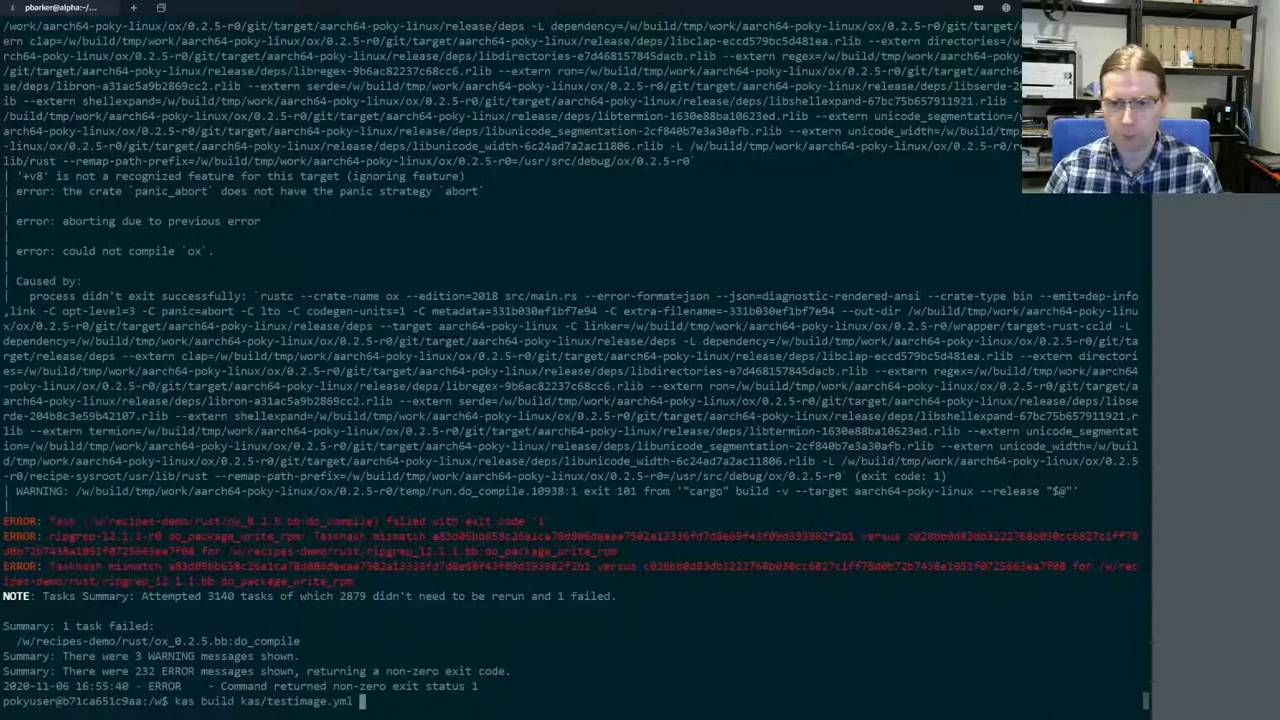 pbarker@alpha:~/...
/work/aarch64-poky-linux/ox/0.2.5-r0/git/target/aarch64-poky-linux/release/deps -L dependency=/w/build/tmp/work/aarch64-poky-linux/ox/0.2.5-r0/git/target/release/deps --ext
ern clap=/w/build/tmp/work/aarch64-poky-linux/ox/0.2.5-r0/git/target/aarch64-poky-linux/release/deps/libclap-eccd579bc5d481ea.rlib --extern directories=/w/build/tmp/wo
rk/aarch64-poky-linux/ox/0.2.5-r0/git/target/aarch64-poky-linux/release/deps/libdirectories-e7d468157845dacb.rlib --extern regex=/w/build/tmp/work/aarch64-poky-
/git/target/aarch64-poky-linux/release/deps/libregex-9b6ac82237c68cc6.rlib --extern ron=/w/build/tmp/work/aarch64-poky-linux/ox/0.2.5-r0/git/target/aarch64-
se/deps/libron-a31ac5a9b2869cc2.rlib --extern serde=/w/build/tmp/work/aarch64-poky-linux/ox/0.2.5-r0/git/target/aarch64-poky-linux/release/deps/libserde-20
ib --extern shellexpand=/w/build/tmp/work/aarch64-poky-linux/ox/0.2.5-r0/git/target/aarch64-poky-linux/release/deps/libshellexpand-67bc75b657911921.rlib --
/w/build/tmp/work/aarch64-poky-linux/ox/0.2.5-r0/git/target/aarch64-poky-linux/release/deps/libtermion-1630e88ba10623ed.rlib --extern unicode_segmentation=/w
ork/aarch64-poky-linux/ox/0.2.5-r0/git/target/aarch64-poky-linux/release/deps/libunicode_segmentation-2cf840b7e3a30afb.rlib --extern unicode_width=/w/build/tmp
aarch64-poky-linux/ox/0.2.5-r0/git/target/aarch64-poky-linux/release/deps/libunicode_width-6c24ad7a2ac11806.rlib -L /w/build/tmp/work/aarch64-poky-linux/ox/0.2.5
lib/rust --remap-path-prefix=/w/build/tmp/work/aarch64-poky-linux/ox/0.2.5-r0=/usr/src/debug/ox/0.2.5-r0`
| '+v8' is not a recognized feature for this target (ignoring feature)
| error: the crate `panic_abort` does not have the panic strategy `abort`
|
| error: aborting due to previous error
|
| error: could not compile `ox`.
|
| Caused by:
|   process didn't exit successfully: `rustc --crate-name ox --edition=2018 src/main.rs --error-format=json --json=diagnostic-rendered-ansi --crate-type bin --emit=dep-info
,link -C opt-level=3 -C panic=abort -C lto -C codegen-units=1 -C metadata=331b030ef1bf7e94 -C extra-filename=-331b030ef1bf7e94 --out-dir /w/build/tmp/work/aarch64-poky-linu
x/ox/0.2.5-r0/git/target/aarch64-poky-linux/release/deps --target aarch64-poky-linux -C linker=/w/build/tmp/work/aarch64-poky-linux/ox/0.2.5-r0/wrapper/target-rust-ccld -L
dependency=/w/build/tmp/work/aarch64-poky-linux/ox/0.2.5-r0/git/target/aarch64-poky-linux/release/deps -L dependency=/w/build/tmp/work/aarch64-poky-linux/ox/0.2.5-r0/git/ta
rget/release/deps --extern clap=/w/build/tmp/work/aarch64-poky-linux/ox/0.2.5-r0/git/target/aarch64-poky-linux/release/deps/libclap-eccd579bc5d481ea.rlib --extern directori
es=/w/build/tmp/work/aarch64-poky-linux/ox/0.2.5-r0/git/target/aarch64-poky-linux/release/deps/libdirectories-e7d468157845dacb.rlib --extern regex=/w/build/tmp/work/aarch64
-poky-linux/ox/0.2.5-r0/git/target/aarch64-poky-linux/release/deps/libregex-9b6ac82237c68cc6.rlib --extern ron=/w/build/tmp/work/aarch64-poky-linux/ox/0.2.5-r0/git/target/a
arch64-poky-linux/release/deps/libron-a31ac5a9b2869cc2.rlib --extern serde=/w/build/tmp/work/aarch64-poky-linux/ox/0.2.5-r0/git/target/aarch64-poky-linux/release/deps/libse
rde-204b8c3e59b42107.rlib --extern shellexpand=/w/build/tmp/work/aarch64-poky-linux/ox/0.2.5-r0/git/target/aarch64-poky-linux/release/deps/libshellexpand-67bc75b657911921.r
lib --extern termion=/w/build/tmp/work/aarch64-poky-linux/ox/0.2.5-r0/git/target/aarch64-poky-linux/release/deps/libtermion-1630e88ba10623ed.rlib --extern unicode_segmentat
ion=/w/build/tmp/work/aarch64-poky-linux/ox/0.2.5-r0/git/target/aarch64-poky-linux/release/deps/libunicode_segmentation-2cf840b7e3a30afb.rlib --extern unicode_width=/w/buil
d/tmp/work/aarch64-poky-linux/ox/0.2.5-r0/git/target/aarch64-poky-linux/release/deps/libunicode_width-6c24ad7a2ac11806.rlib -L /w/build/tmp/work/aarch64-poky-linux/ox/0.2.5
-r0/recipe-sysroot/usr/lib/rust --remap-path-prefix=/w/build/tmp/work/aarch64-poky-linux/ox/0.2.5-r0=/usr/src/debug/ox/0.2.5-r0` (exit code: 1)
| WARNING: /w/build/tmp/work/aarch64-poky-linux/ox/0.2.5-r0/temp/run.do_compile.10938:1 exit 101 from '"cargo" build -v --target aarch64-poky-linux --release "$@"'
|
ERROR: Task (/w/recipes-demo/rust/ox_0.2.5.bb:do_compile) failed with exit code '1'
ERROR: ripgrep-12.1.1-r0 do_package_write_rpm: Taskhash mismatch versus
for /w/recipes-demo/rust/ripgrep_12.1.1.bb:do_package_write_rpm
ERROR: Taskhash mismatch versus for /w/rec
ipes-demo/rust/ripgrep_12.1.1.bb:do_package_write_rpm
NOTE: Tasks Summary: Attempted 3140 tasks of which 2879 didn't need to be rerun and 1 failed.
Summary: 1 task failed:
  /w/recipes-demo/rust/ox_0.2.5.bb:do_compile
Summary: There were 3 WARNING messages shown.
Summary: There were 232 ERROR messages shown, returning a non-zero exit code.
2020-11-06 16:55:40 - ERROR    - Command returned non-zero exit status 1
pokyuser@b71ca651c9aa:/w$ kas build kas/testimage.yml